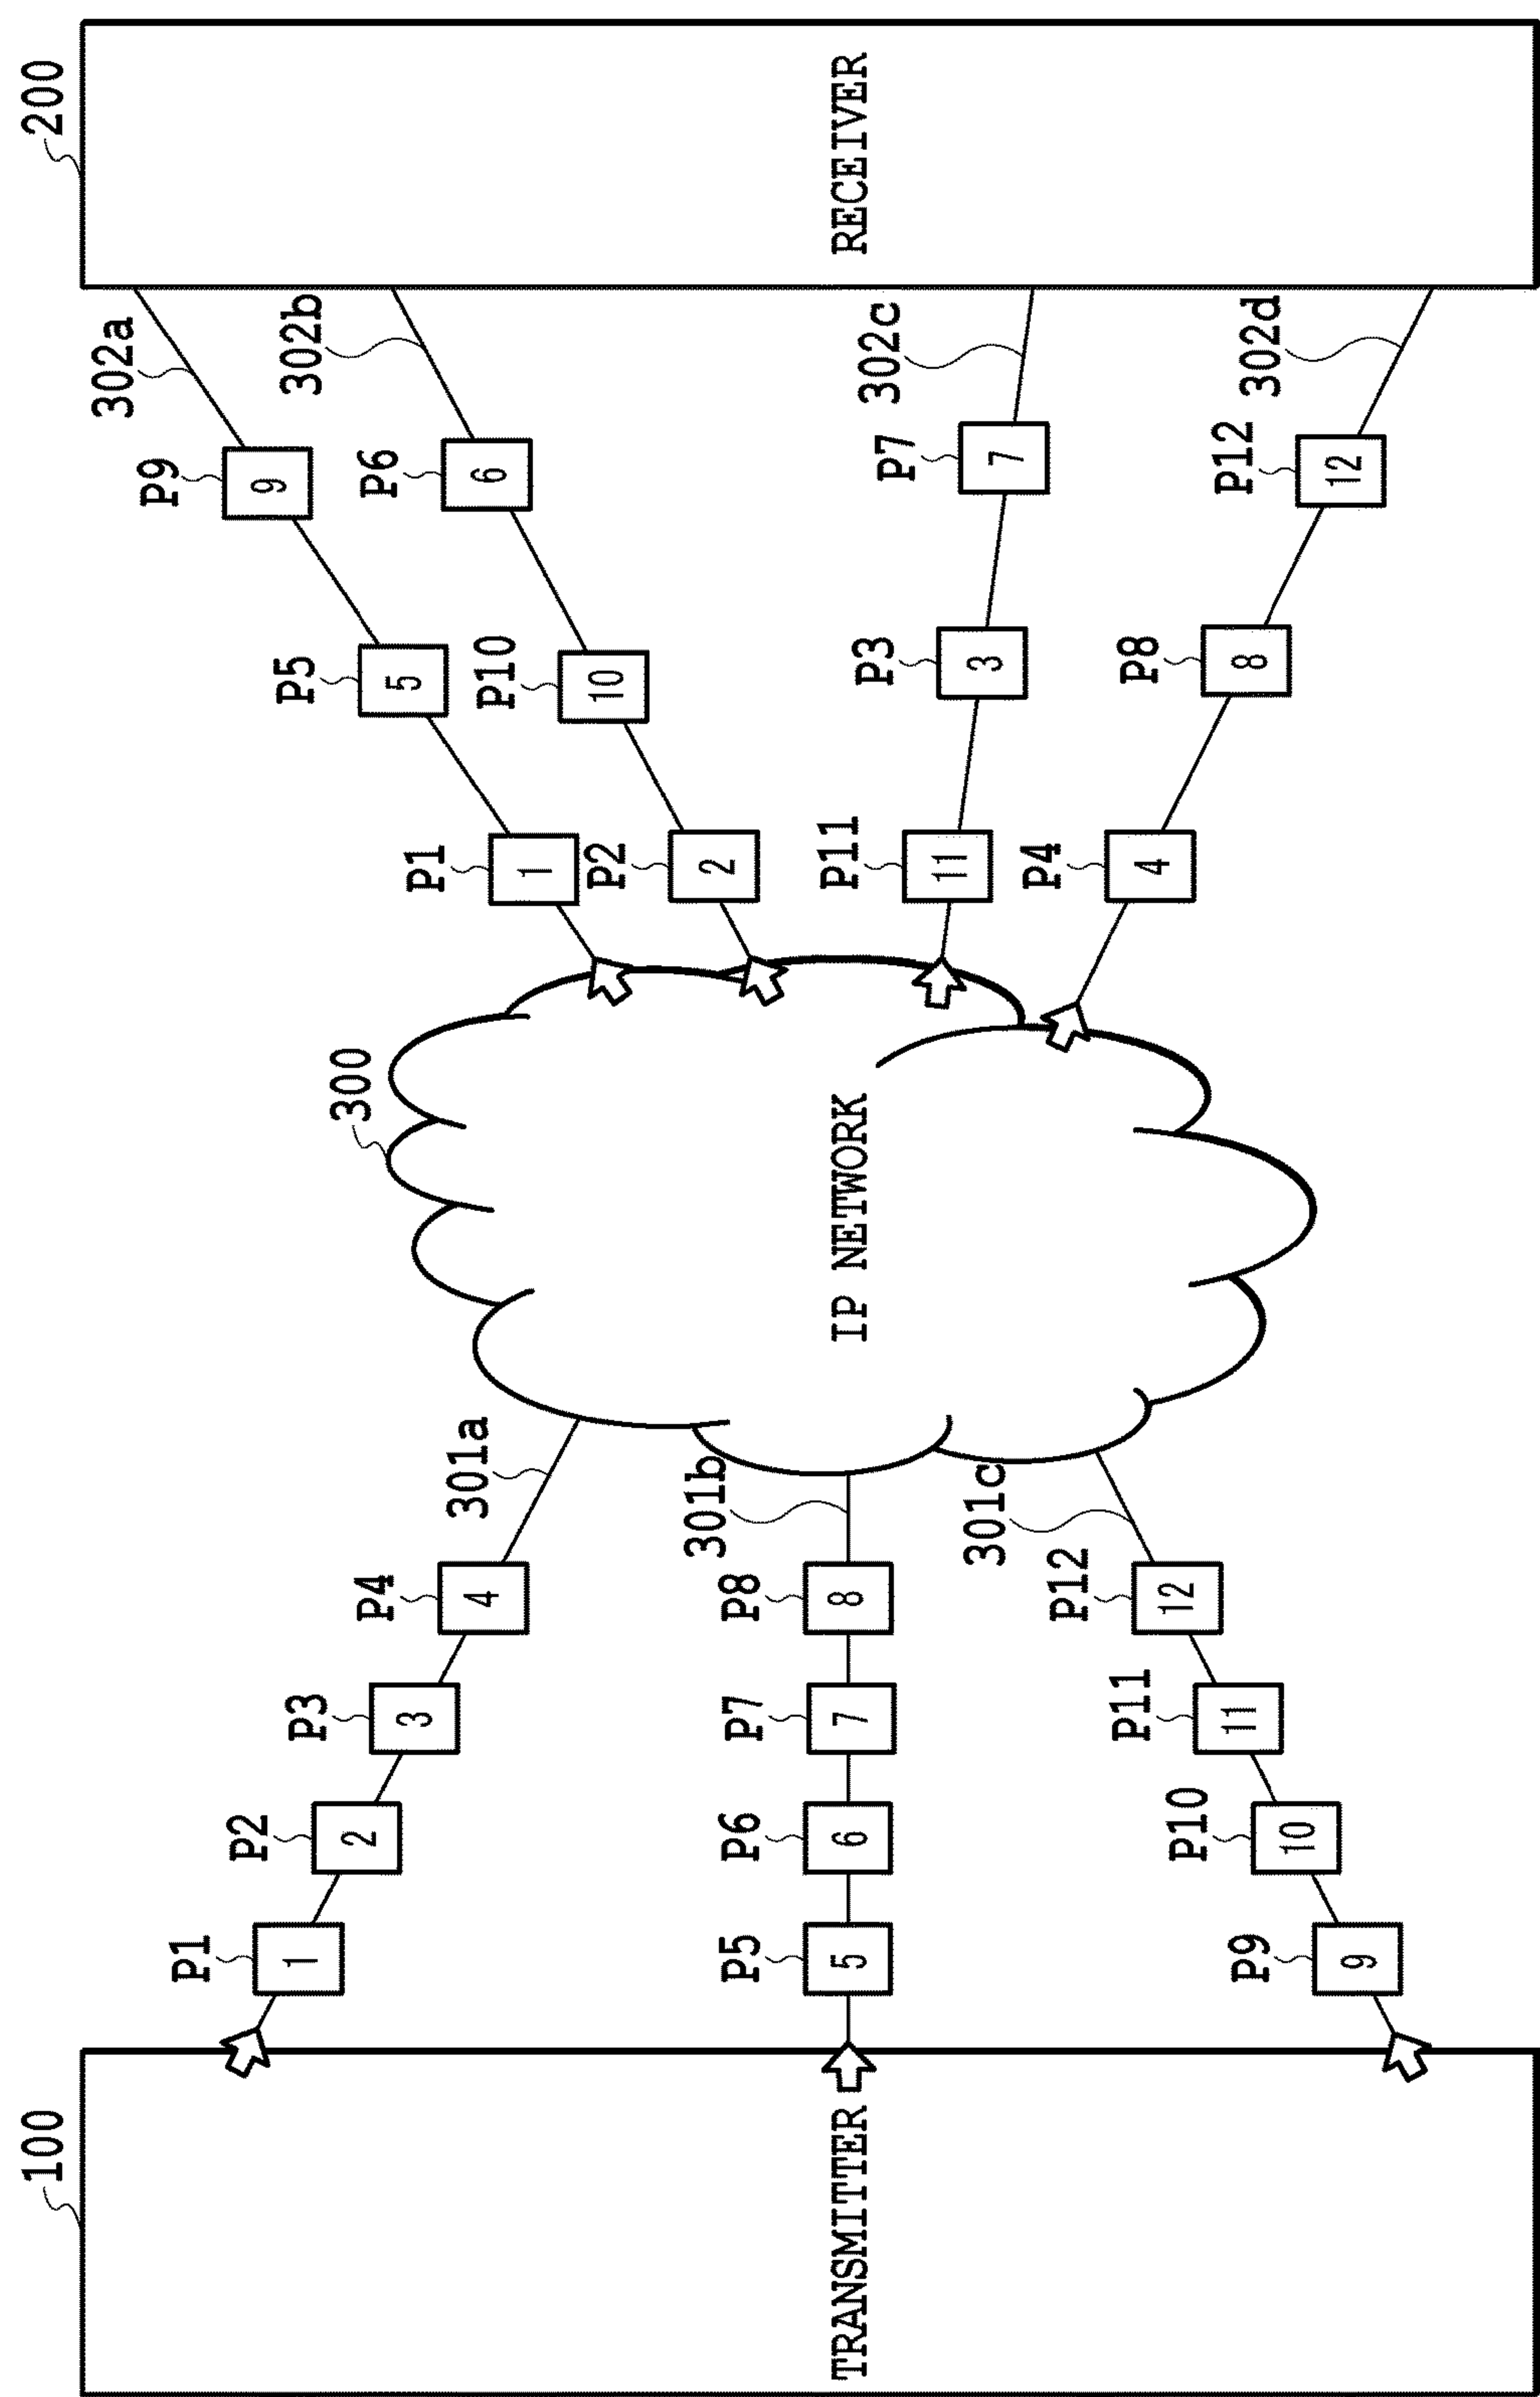 100
TRANSMITTER
P1
1
P2
2
P3
3
P4
4
301a
P5
5
P6
6
P7
7
P8
8
301b
P9
9
P10
10
P11
11
P12
12
301c
300
IP NETWORK
P1
1
P5
5
P9
9
302a
P2
2
P10
10
P6
6
302b
P11
11
P3
3
P7
7
302c
P4
4
P8
8
P12
12
302d
200
RECEIVER